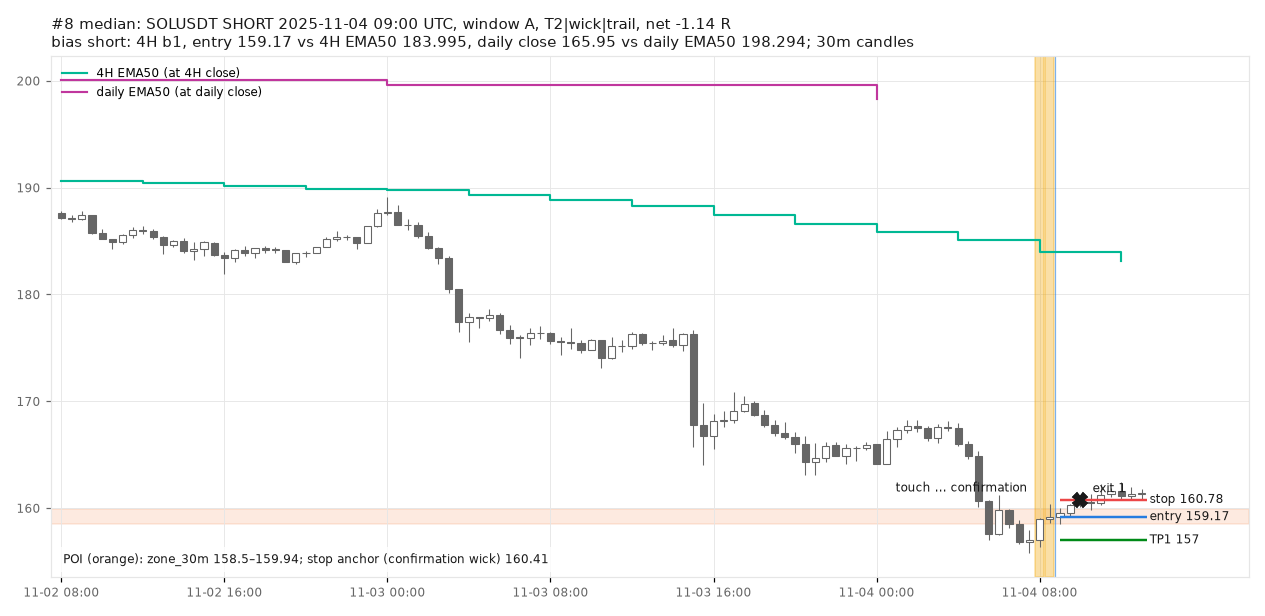 #8 median: SOLUSDT SHORT 2025-11-04 09:00 UTC, window A, T2|wick|trail, net -1.14 R
bias short: 4H b1, entry 159.17 vs 4H EMA50 183.995, daily close 165.95 vs daily EMA50 198.294; 30m candles
4H EMA50 (at 4H close)
daily EMA50 (at daily close)
200
190
180
170
160
touch ... confirmation
exit 1
stop 160.78
entry 159.17
TP1 157
POI (orange): zone_30m 158.5–159.94; stop anchor (confirmation wick) 160.41
11-02 08:00
11-02 16:00
11-03 00:00
11-03 08:00
11-03 16:00
11-04 00:00
11-04 08:00